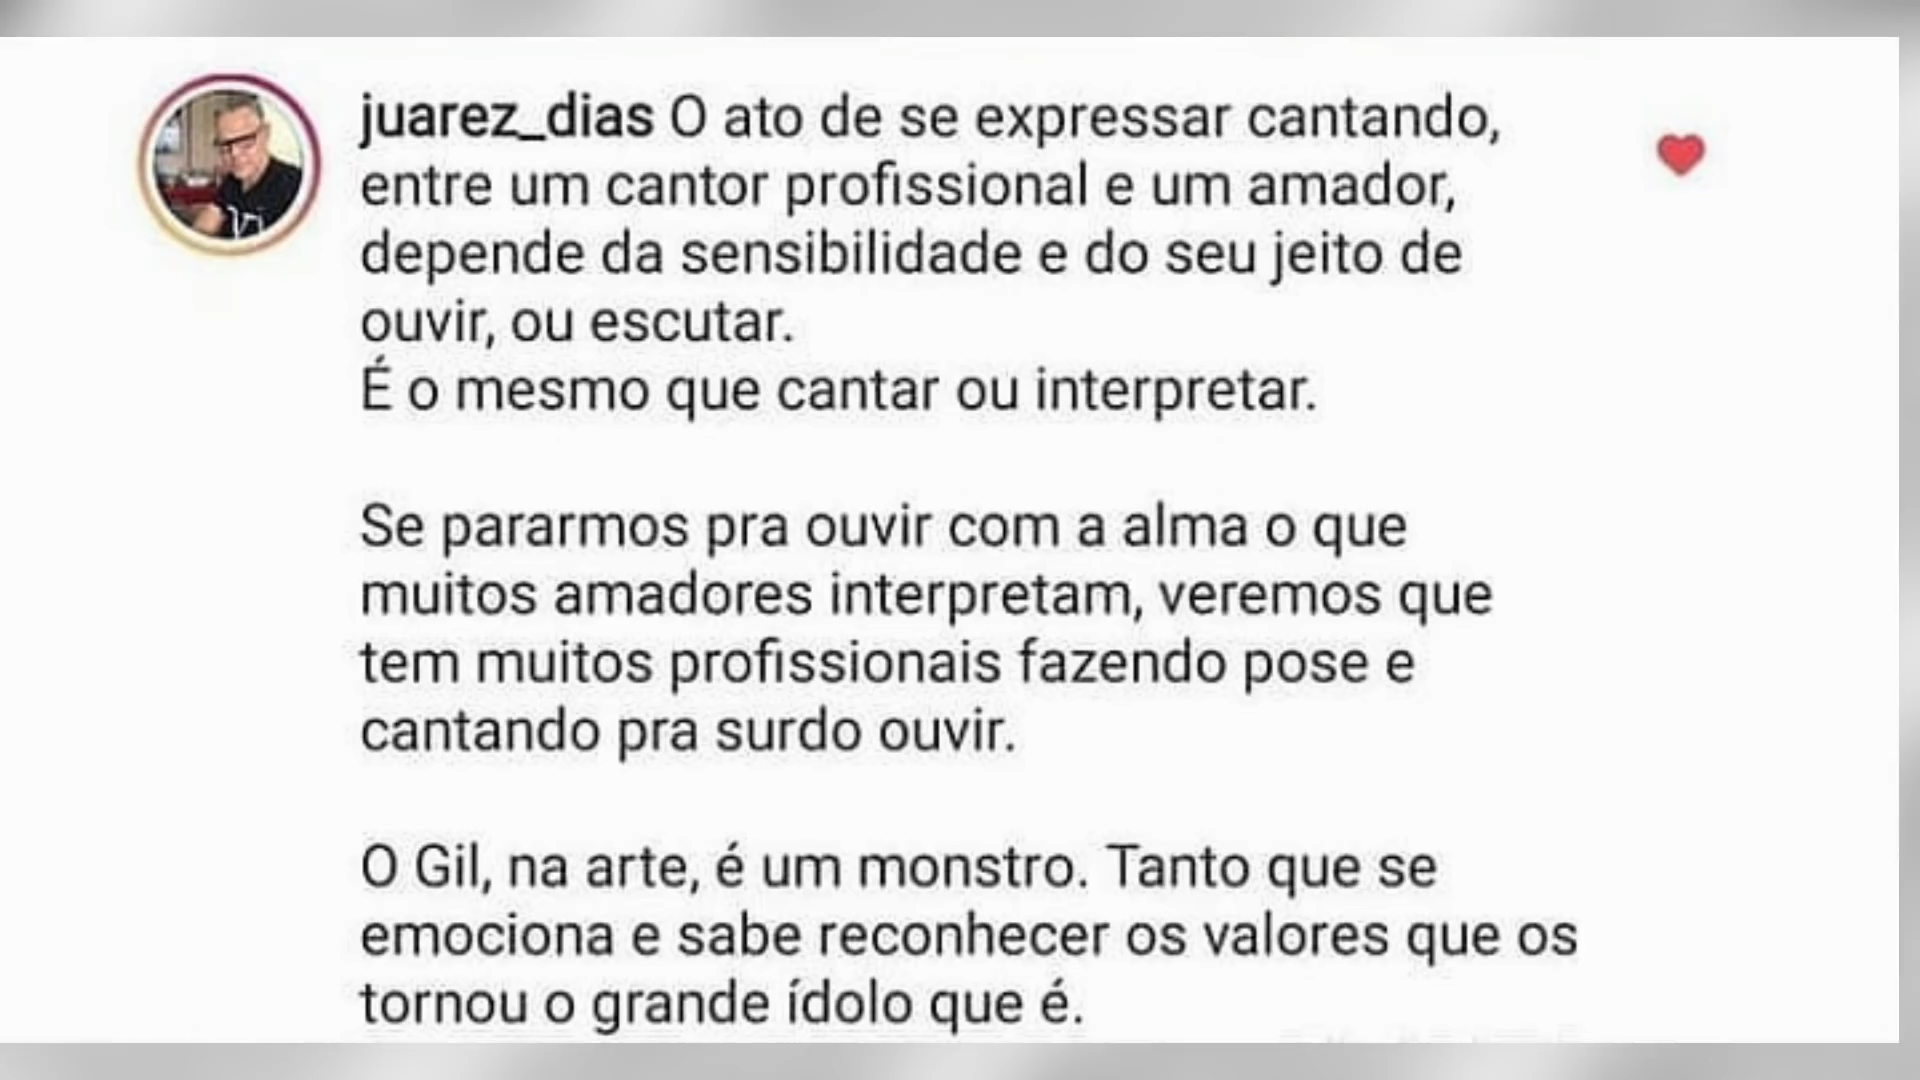 juarez_dias O ato de se expressar cantando,
entre um cantor profissional e um amador,
depende da sensibilidade e do seu jeito de
ouvir, ou escutar.
É o mesmo que cantar ou interpretar.
Se pararmos pra ouvir com a alma o que
muitos amadores interpretam, veremos que
tem muitos profissionais fazendo pose e
cantando pra surdo ouvir.
O Gil, na arte, é um monstro. Tanto que se
emociona e sabe reconhecer os valores que os
tornou o grande ídolo que é.